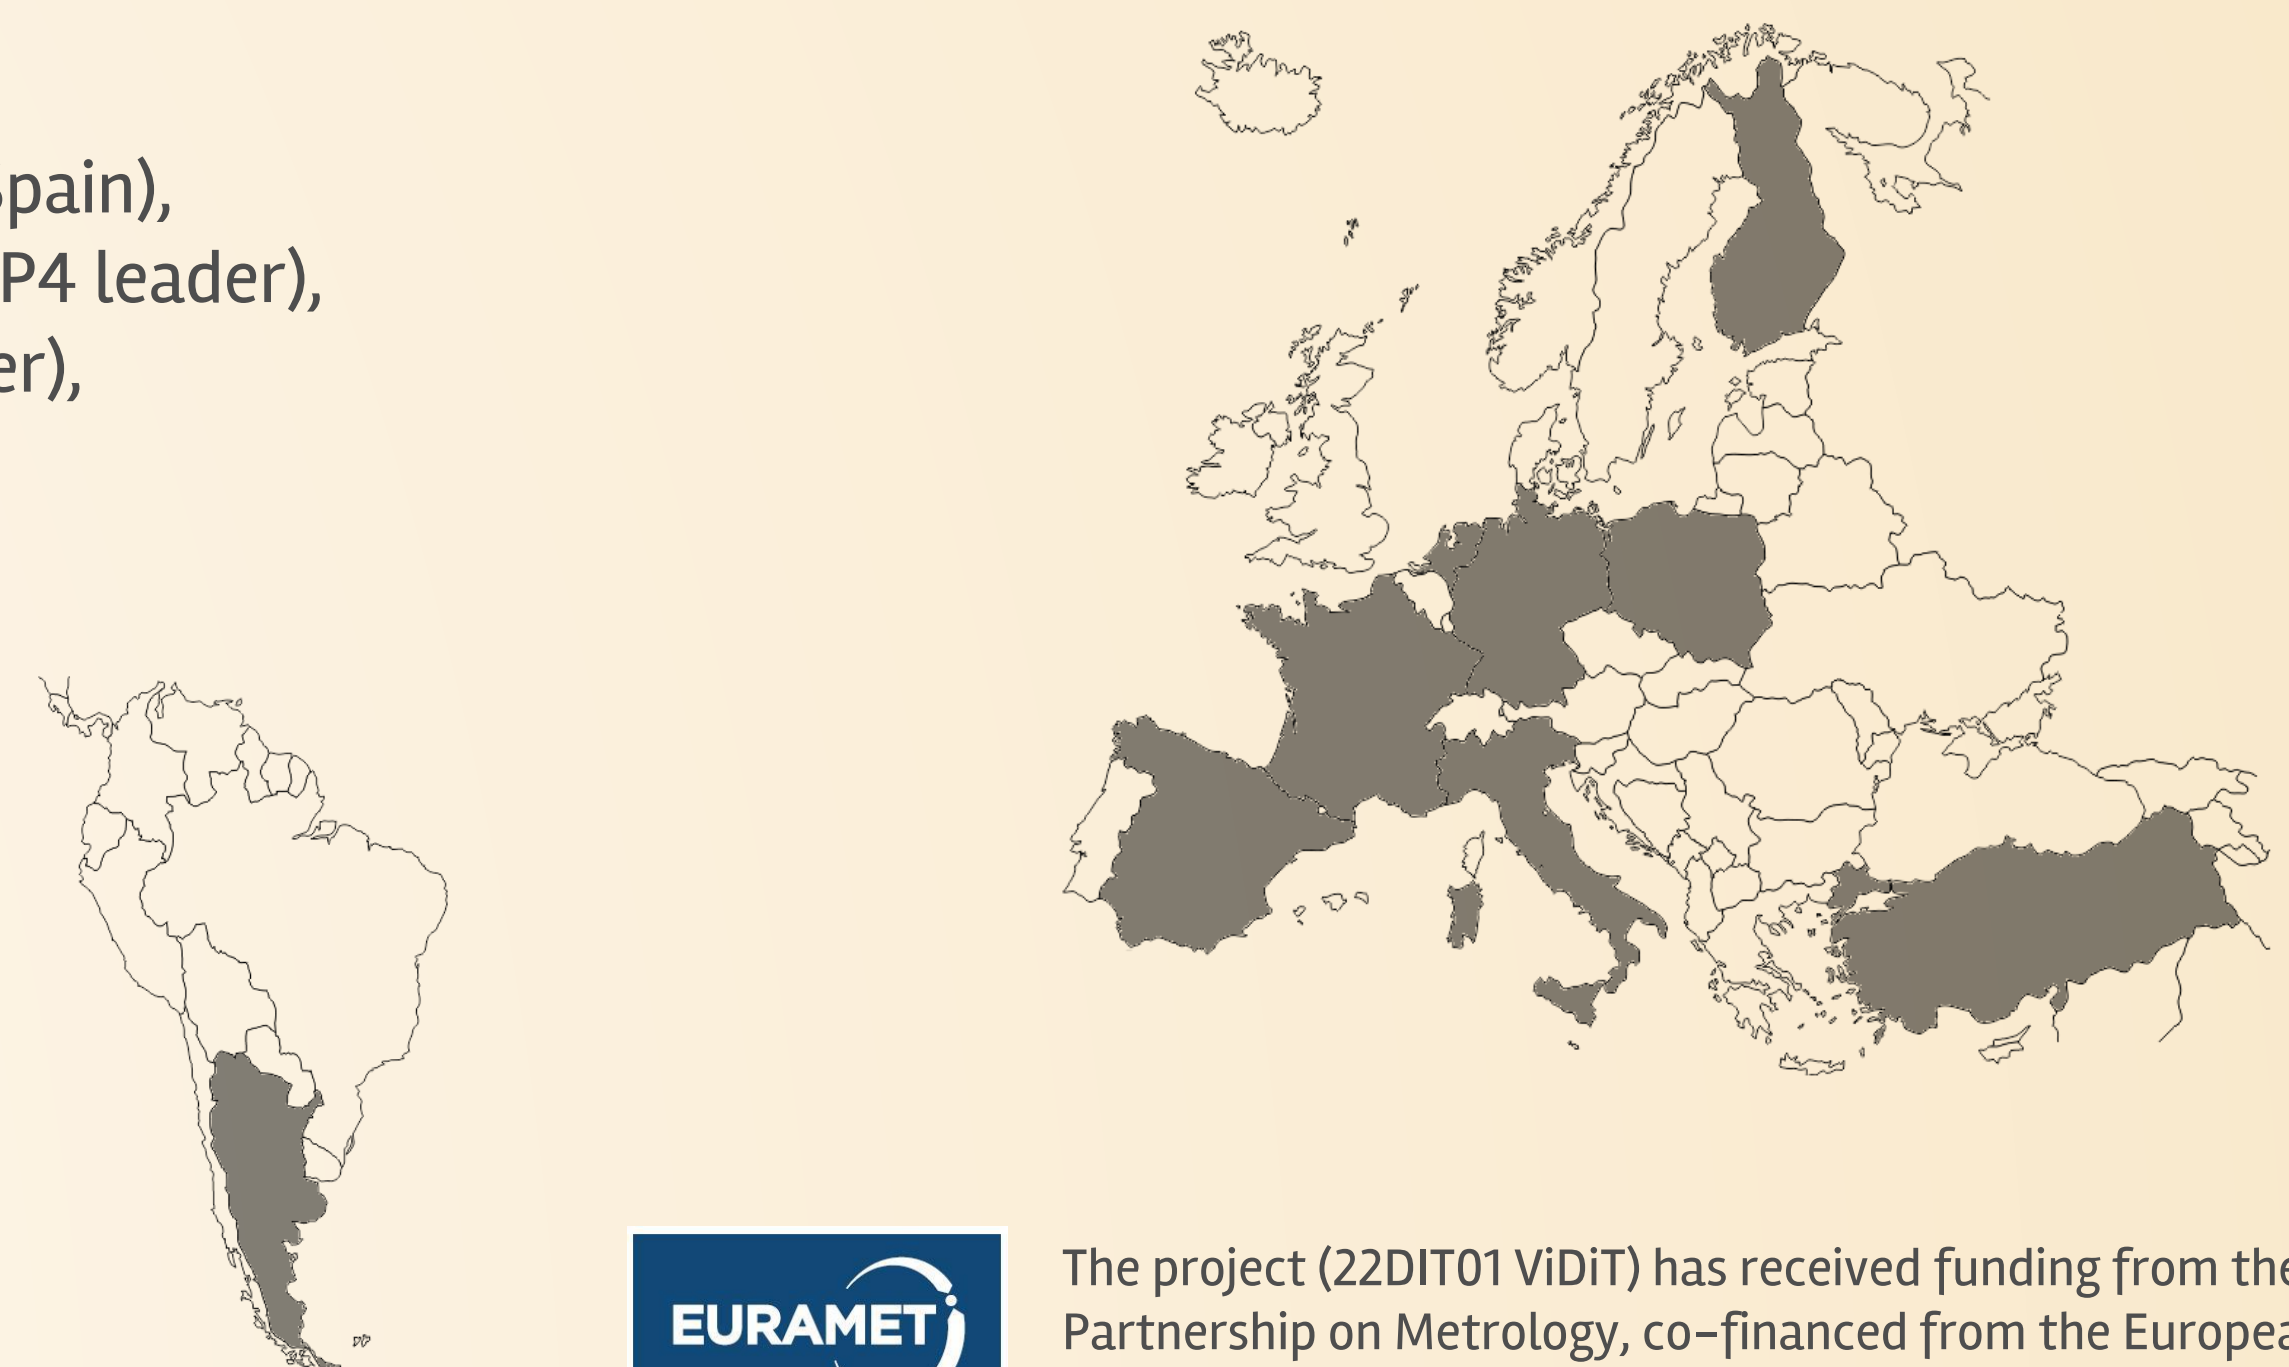 pain),
P4 leader),
er),
EURAMET
The project (22DIT01 ViDiT) has received funding from the
Partnership on Metrology, co-financed from the Europea